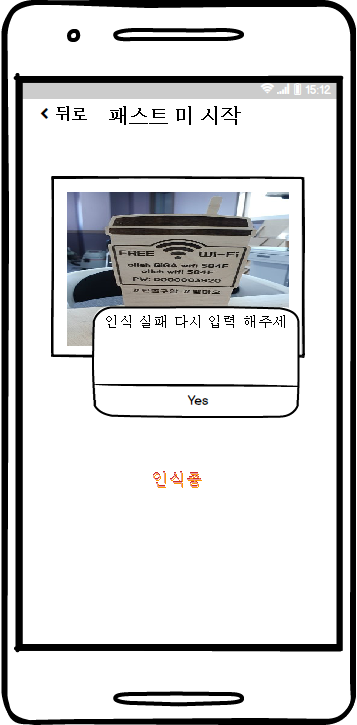 15:12
뒤로 패스트 미 시작
FREE Wi-Fi
olleh GiGA wifi 584F
olleh wifi 584F
PW: 0000003420
인식 실패 다시 입력 해주세
Yes
인식중